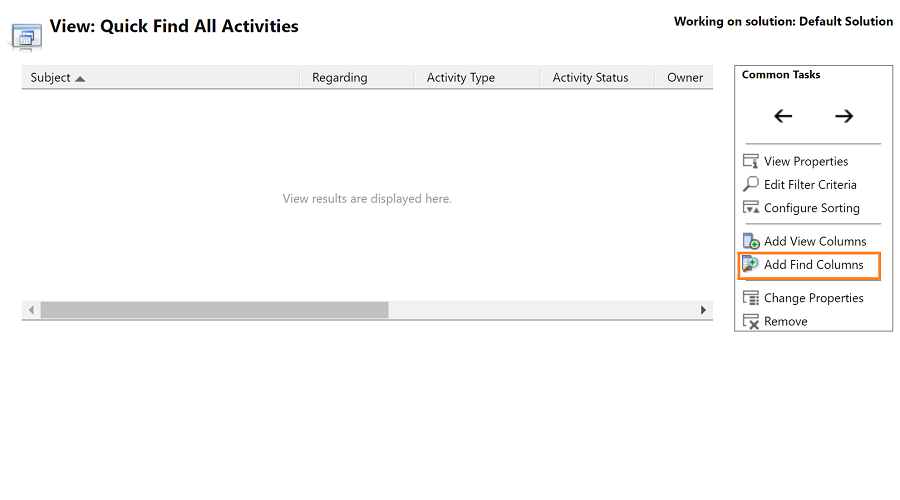 View: Quick Find All Activities
Working on solution: Default Solution
Subject Regarding Activity Type Activity Status Owner
View results are displayed here.
Common Tasks
View Properties
Edit Filter Criteria
Configure Sorting
Add View Columns
Add Find Columns
Change Properties
Remove